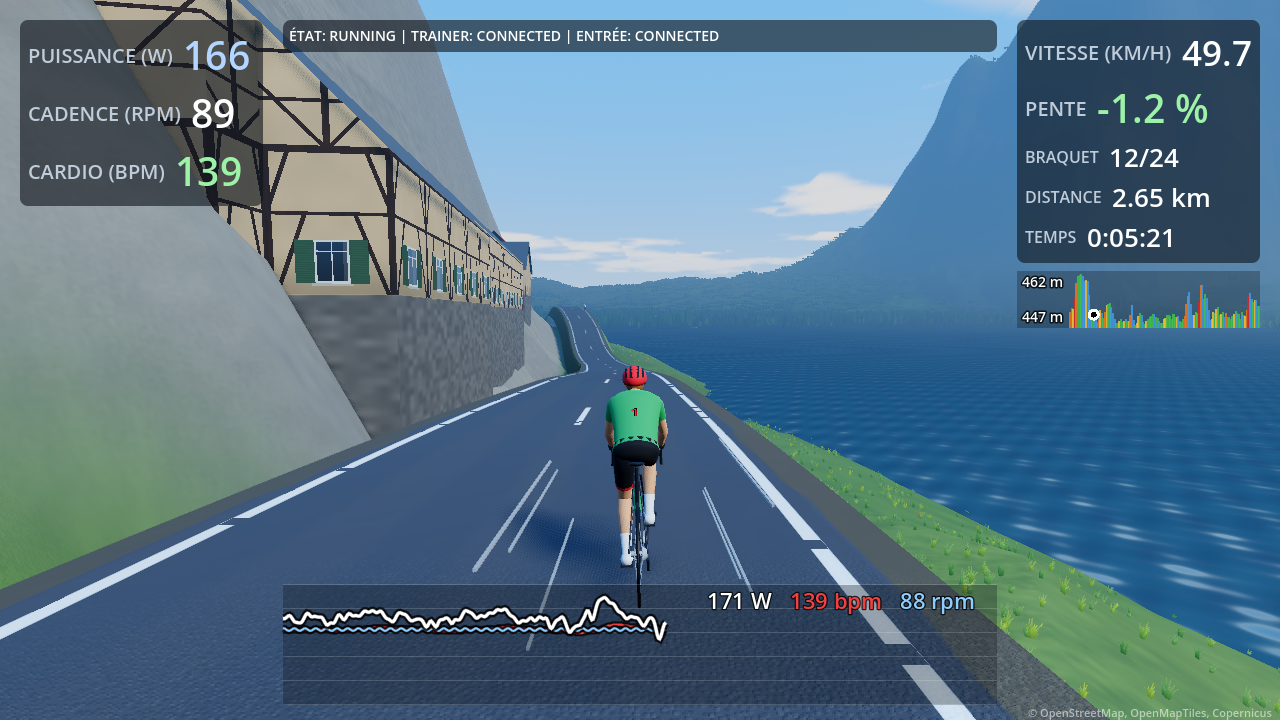 PUISSANCE (W) 166
CADENCE (RPM) 89
CARDIO (BPM) 139
ÉTAT: RUNNING | TRAINER: CONNECTED | ENTRÉE: CONNECTED
VITESSE (KM/H) 49.7
PENTE -1.2 %
BRAQUET 12/24
DISTANCE 2.65 km
TEMPS 0:05:21
462 m
447 m
1
171 W 139 bpm 88 rpm
© OpenStreetMap, OpenMapTiles, Copernicus